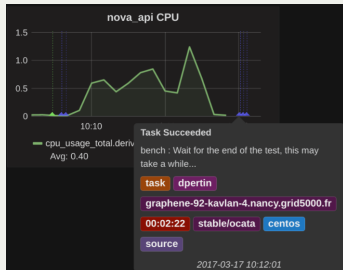 nova_api CPU
1.5
1.0
0.5
0
10:10
cpu_usage_total.deriv
Avg: 0.40
Task Succeeded
bench : Wait for the end of the test, this may
take a while...
task dpertin
graphene-92-kavlan-4.nancy.grid5000.fr
00:02:22 stable/ocata centos
source
2017-03-17 10:12:01